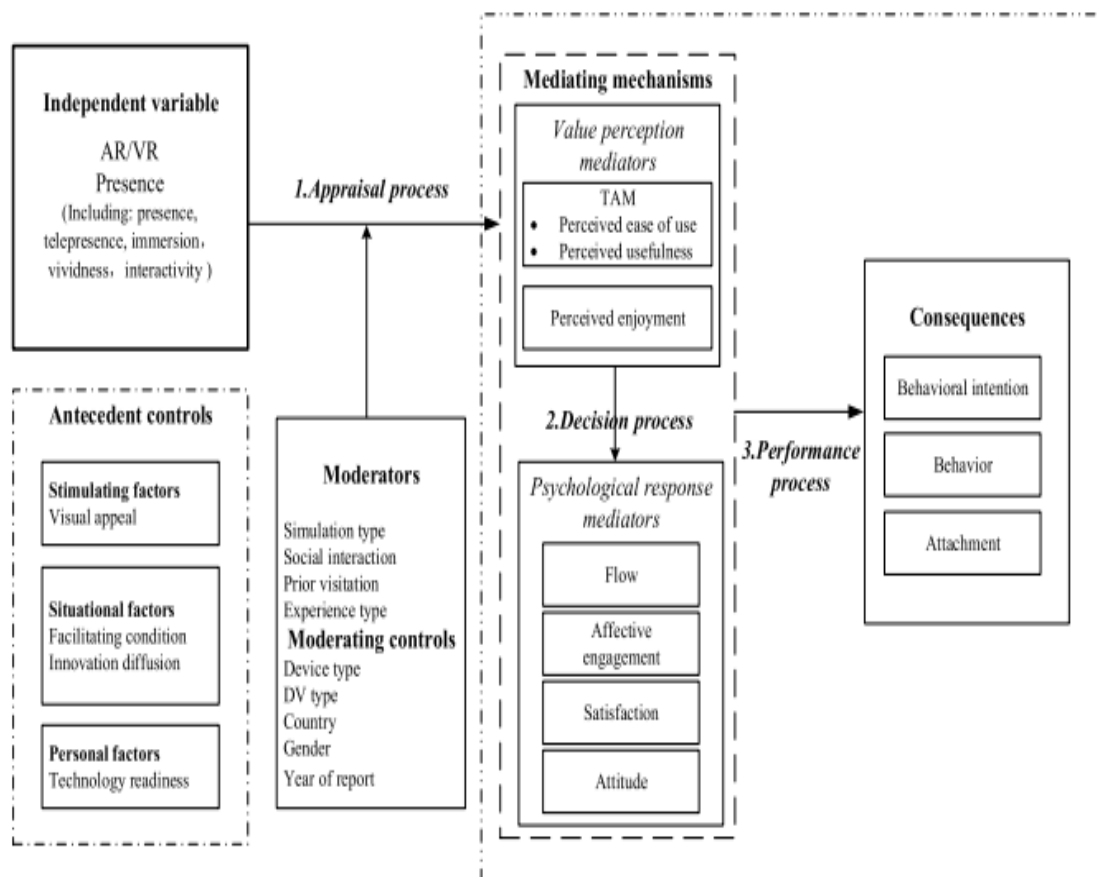 Independent variable
AR/VR
Presence
(Including: presence,
telepresence, immersion，
vividness， interactivity )
1.Appraisal process
Antecedent controls
Stimulating factors
Visual appeal
Situational factors
Facilitating condition
Innovation diffusion
Personal factors
Technology readiness
Moderators
Simulation type
Social interaction
Prior visitation
Experience type
Moderating controls
Device type
DV type
Country
Gender
Year of report
Mediating mechanisms
Value perception
mediators
TAM
• Perceived ease of use
• Perceived usefulness
Perceived enjoyment
2.Decision process
Psychological response
mediators
Flow
Affective
engagement
Satisfaction
Attitude
3.Performance
process
Consequences
Behavioral intention
Behavior
Attachment